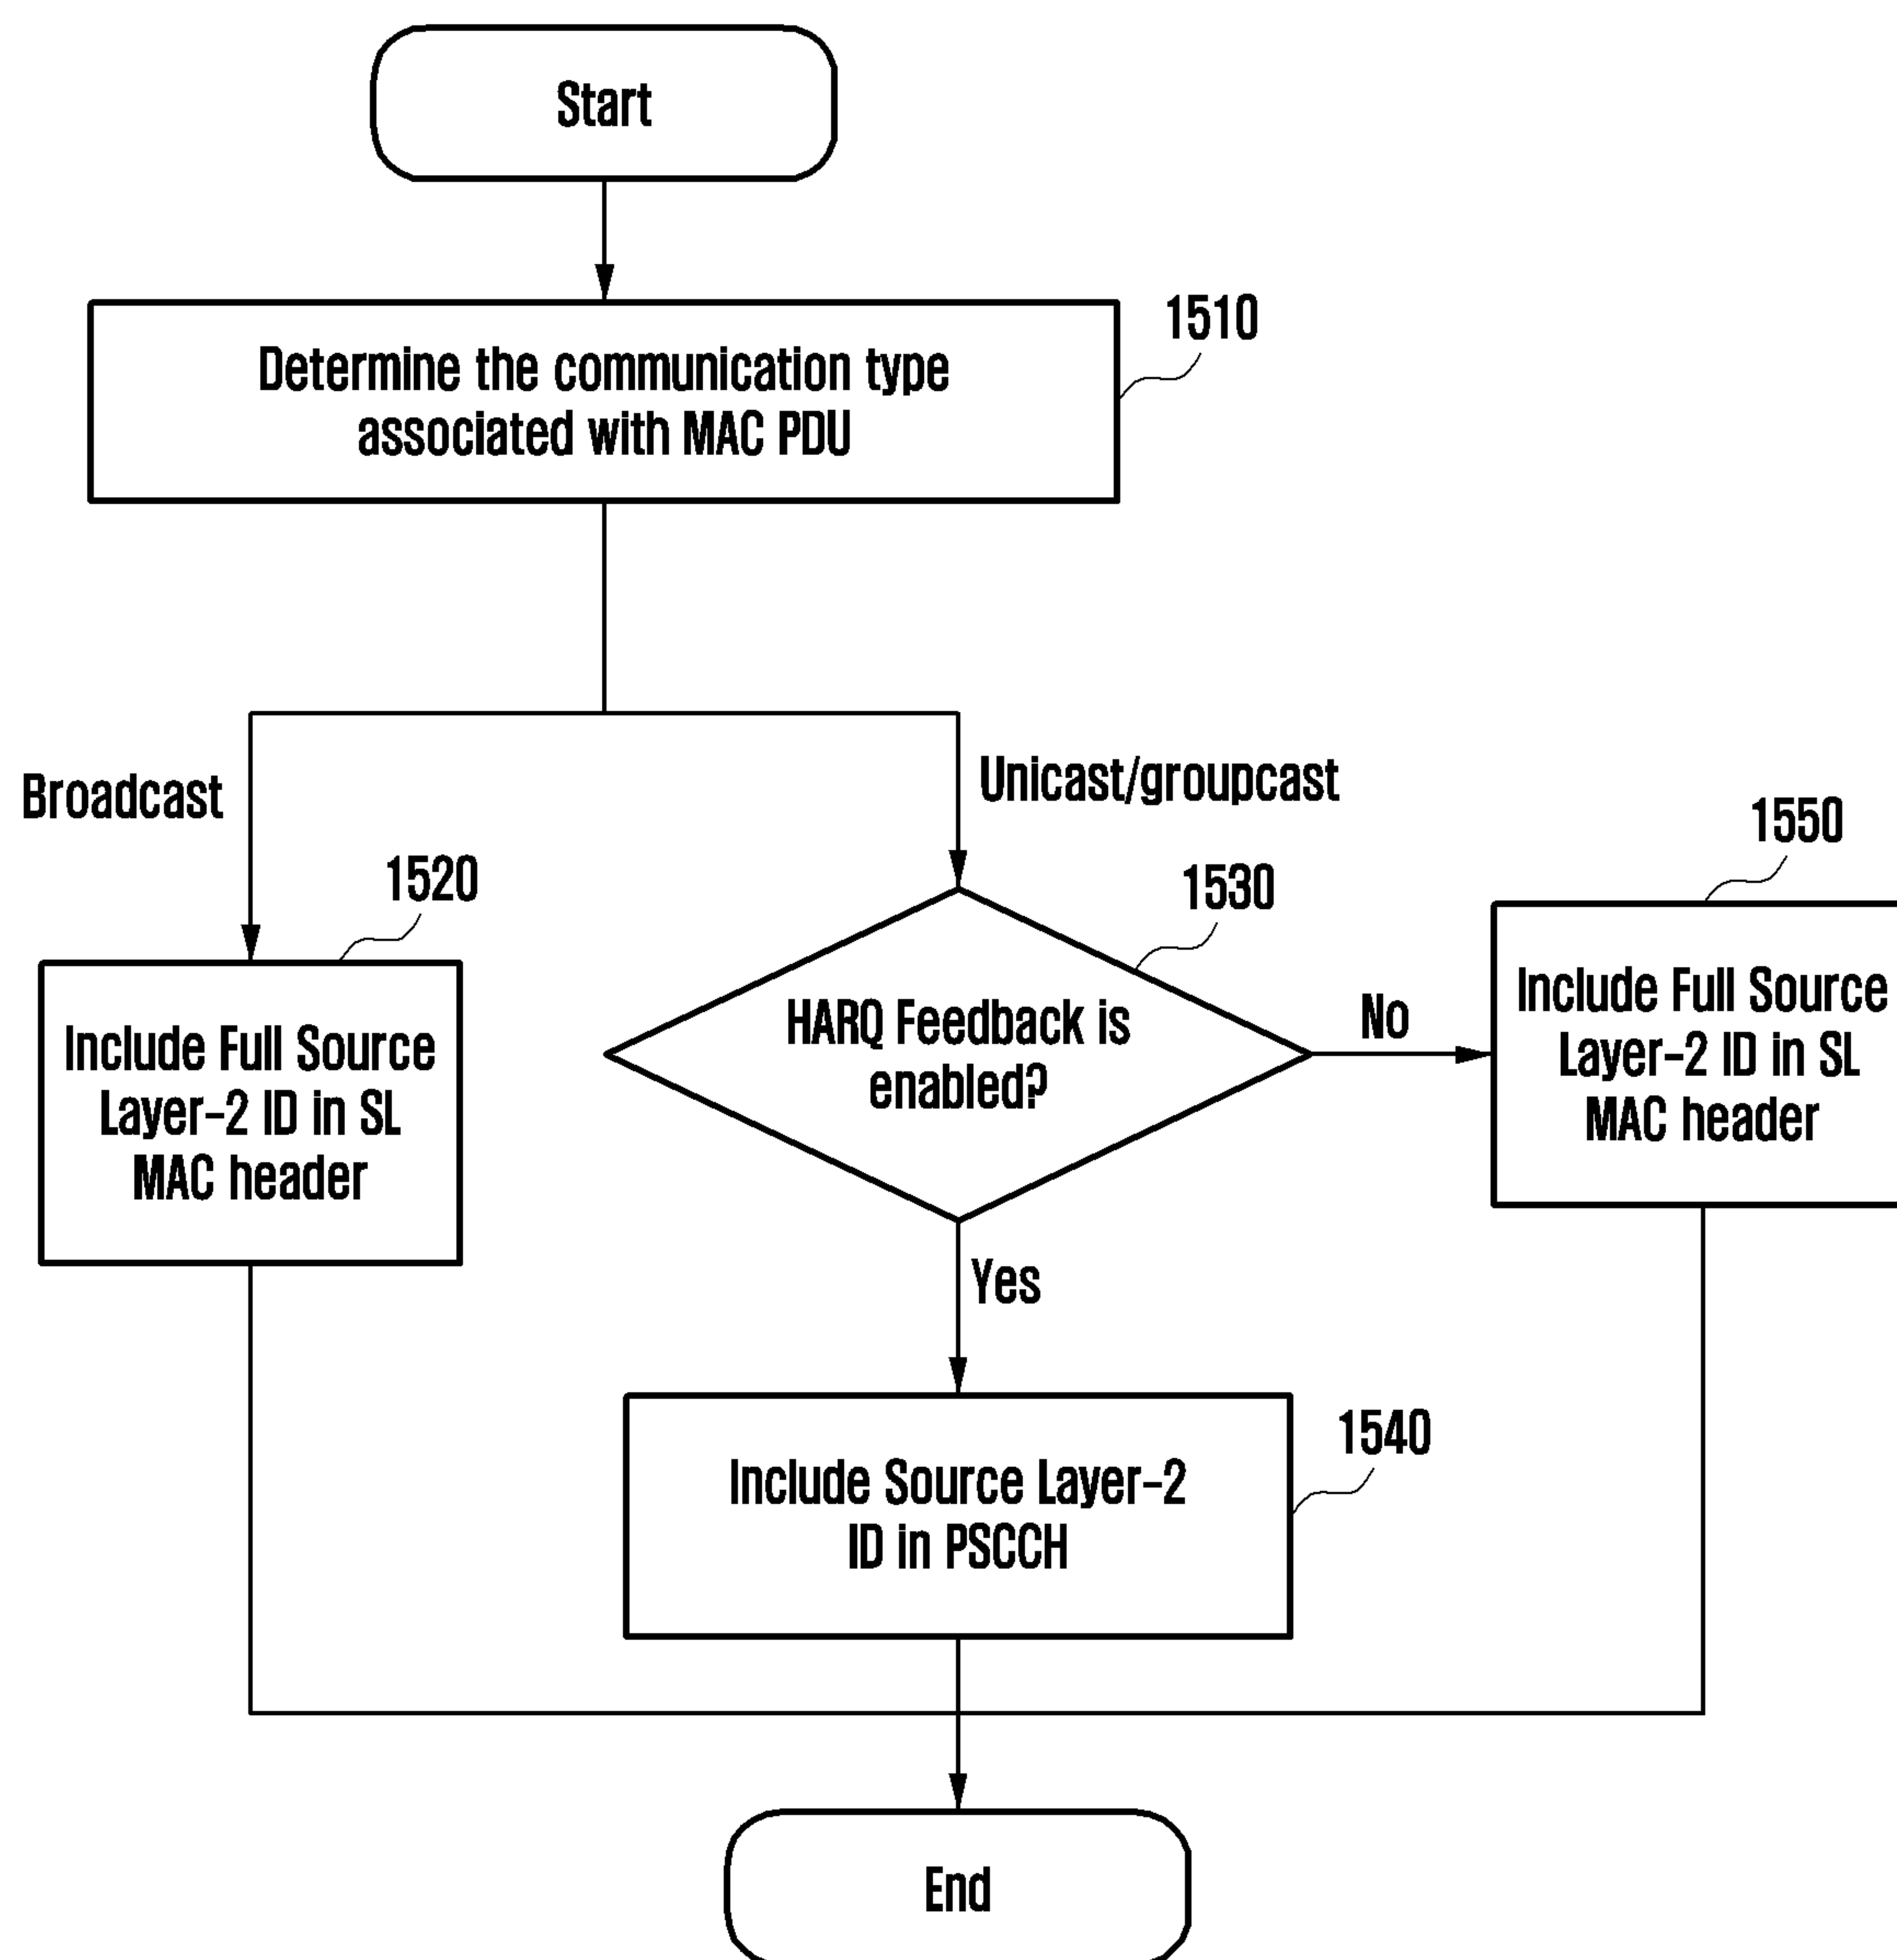 Start
1510
Determine the communication type
associated with MAC PDU
Broadcast
Unicast/groupcast
1520
1530
1550
Include Full Source
Layer-2 ID in SL
MAC header
HARQ Feedback is
enabled?
No
Include Full Source
Layer-2 ID in SL
MAC header
Yes
1540
Include Source Layer-2
ID in PSCCH
End